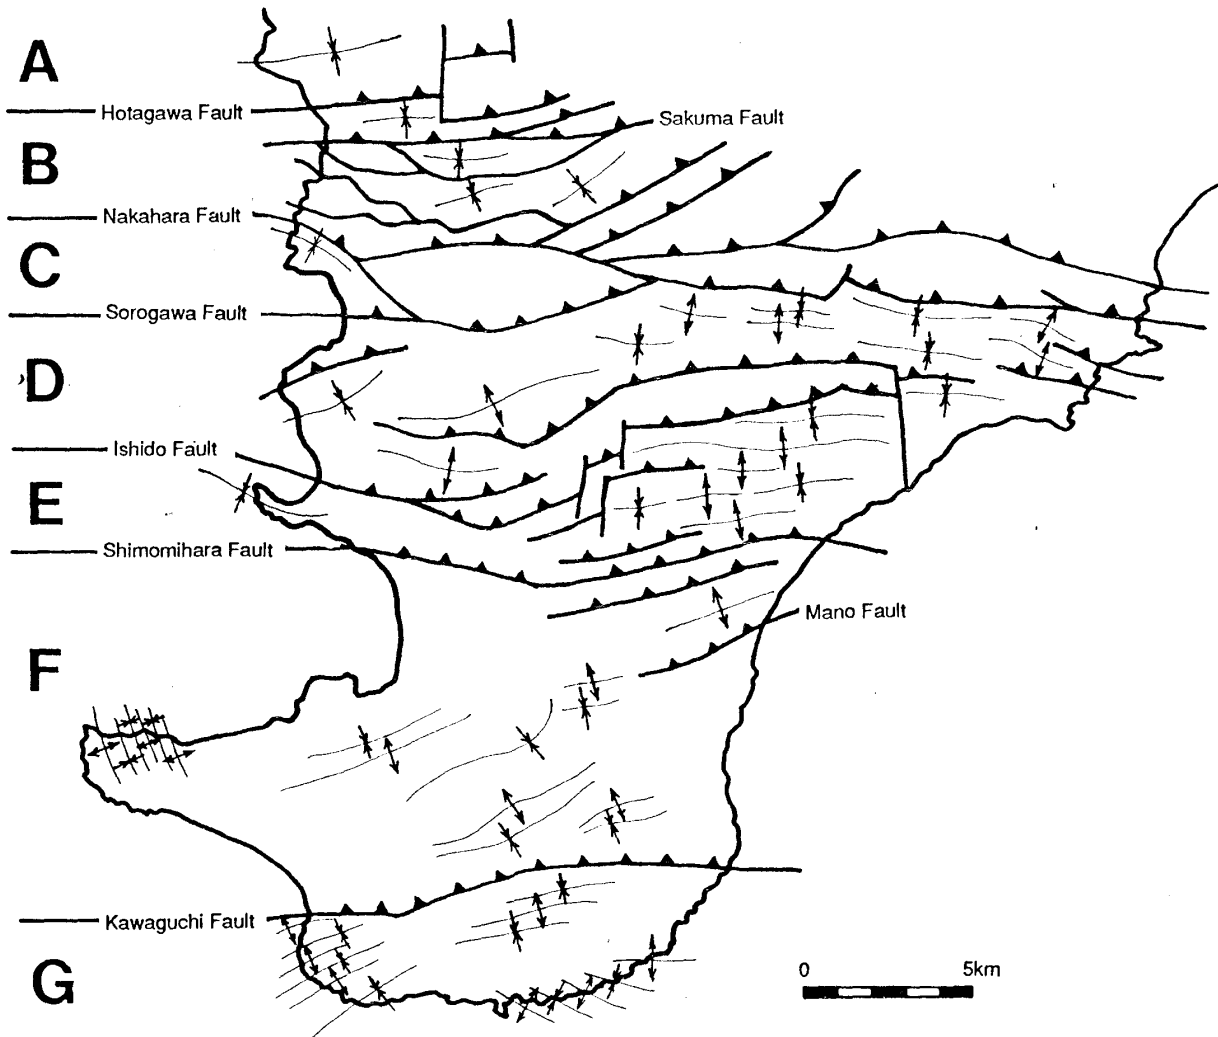 A
Hotagawa Fault
Sakuma Fault
B
Nakahara Fault
C
Sorogawa Fault
D
Ishido Fault
E
Shimomihara Fault
Mano Fault
F
Kawaguchi Fault
G
0 5km